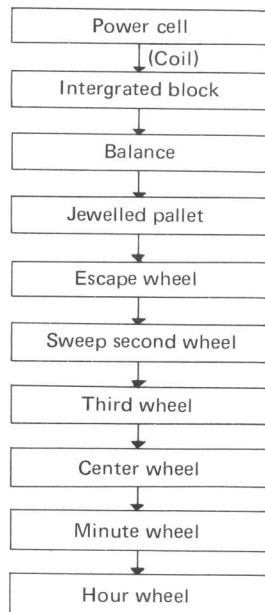 Power cell
(Coil)
Intergrated block
Balance
Jewelled pallet
Escape wheel
Sweep second wheel
Third wheel
Center wheel
Minute wheel
Hour wheel